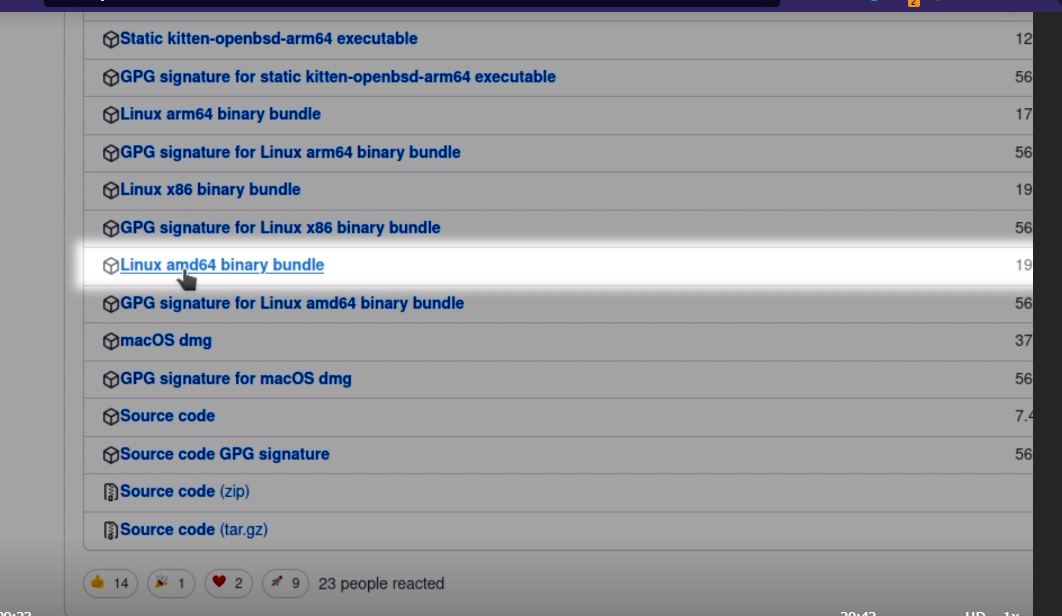 2
Static kitten-openbsd-arm64 executable 12
GPG signature for static kitten-openbsd-arm64 executable 56
Linux arm64 binary bundle 17
GPG signature for Linux arm64 binary bundle 56
Linux x86 binary bundle 19
GPG signature for Linux x86 binary bundle 56
Linux amd64 binary bundle 19
GPG signature for Linux amd64 binary bundle 56
macOS dmg 37
GPG signature for macOS dmg 56
Source code 7.4
Source code GPG signature 56
Source code (zip)
Source code (tar.gz)
14 1 2 9 23 people reacted